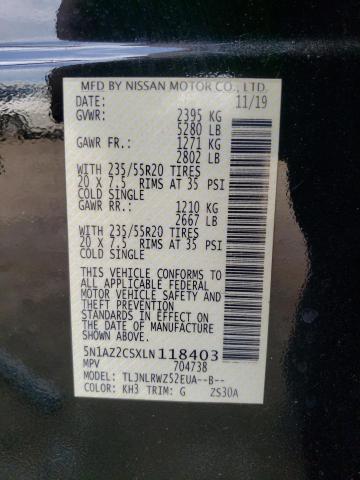 MFD BY NISSAN MOTOR CO., LTD.
DATE: 11/19
GVWR: 2395 KG
5280 LB
GAWR FR.: 1271 KG
2802 LB
WITH 235/55R20 TIRES
20 X 7.5 RIMS AT 35 PSI
COLD SINGLE
GAWR RR.: 1210 KG
2667 LB
WITH 235/55R20 TIRES
20 X 7.5 RIMS AT 35 PSI
COLD SINGLE
THIS VEHICLE CONFORMS TO
ALL APPLICABLE FEDERAL
MOTOR VEHICLE SAFETY
AND THEFT PREVENTION
STANDARDS IN EFFECT ON
THE DATE OF MANUFACTURE
SHOWN ABOVE.
5N1AZ2CSXLN118403
MPV 704738
MODEL: TLJNLRWZ52EUA--B--
COLOR: KH3 TRIM: G ZS30A